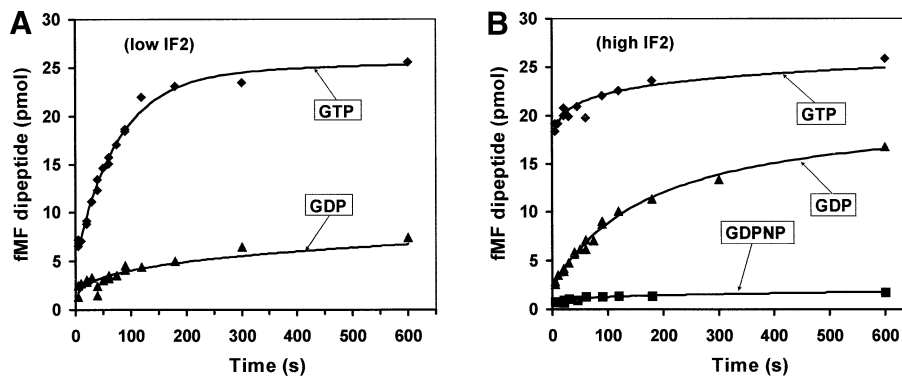 A
(low IF2)
fMF dipeptide (pmol)
30
25
20
15
10
5
0
GTP
GDP
0 100 200 300 400 500 600
Time (s)
B
(high IF2)
fMF dipeptide (pmol)
30
25
20
15
10
5
0
GTP
GDP
GDPNP
0 100 200 300 400 500 600
Time (s)